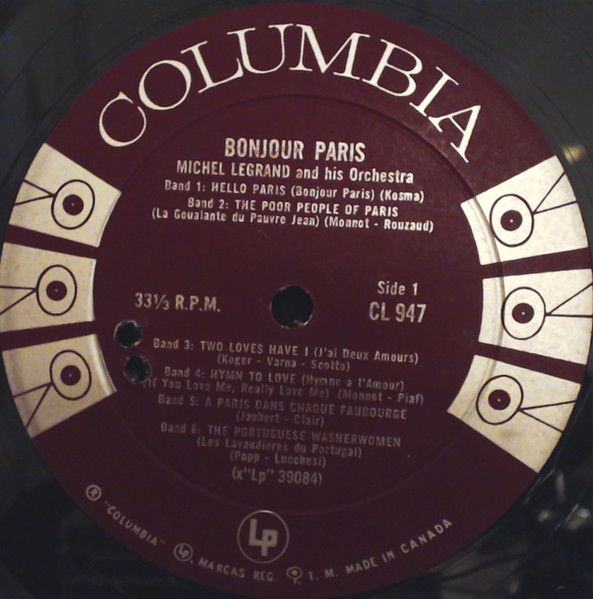 COLUMBIA
BONJOUR PARIS
MICHEL LEGRAND and his Orchestra
Band 1: HELLO PARIS (Bonjour Paris) (Kosma)
Band 2: THE POOR PEOPLE OF PARIS
(La Goualante du Pauvre Jean) (Monnot - Rouzaud)
33⅓ R.P.M.
Side 1
CL 947
Band 3: TWO LOVES HAVE I (J'ai Deux Amours)
(Koger - Varna - Scotto)
Band 4: HYMN TO LOVE (Hymne a l'Amour)
(If You Love Me, Really Love Me) (Monnot - Piaf)
Band 5: A PARIS DANS CHAQUE FAUBOURGE
(Jaubert - Clair)
Band 6: THE PORTUGUESE WASHERWOMEN
(Les Lavandieres du Portugal)
(Popp - Lucchesi)
(x"Lp" 39084)
Lp
® "COLUMBIA" Lp, MARCAS REG. T. M. MADE IN CANADA